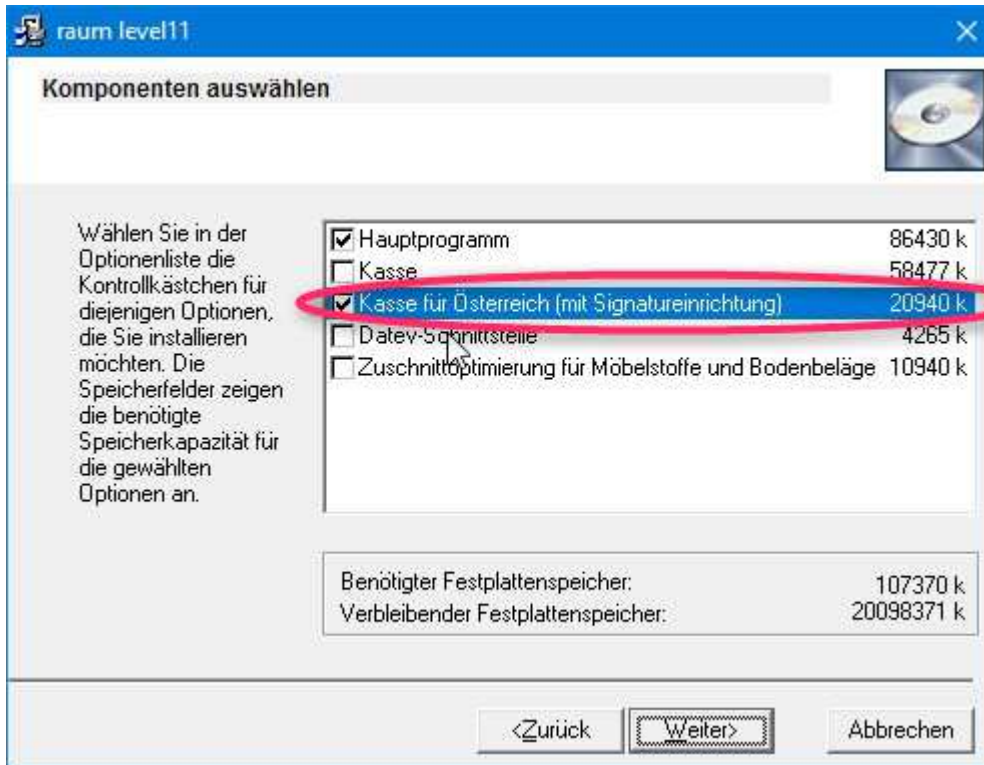 raum level11
Komponenten auswählen
Wählen Sie in der
Optionenliste die
Kontrollkästchen für
diejenigen Optionen,
die Sie installieren
möchten. Die
Speicherfelder zeigen
die benötigte
Speicherkapazität für
die gewählten
Optionen an.
Hauptprogramm 86430 k
Kasse 58477 k
Kasse für Österreich (mit Signatureinrichtung) 20940 k
Datev-Schnittstelle 4265 k
Zuschnittoptimierung für Möbelstoffe und Bodenbeläge 10940 k
Benötigter Festplattenspeicher: 107370 k
Verbleibender Festplattenspeicher: 20098371 k
<Zurück Weiter> Abbrechen